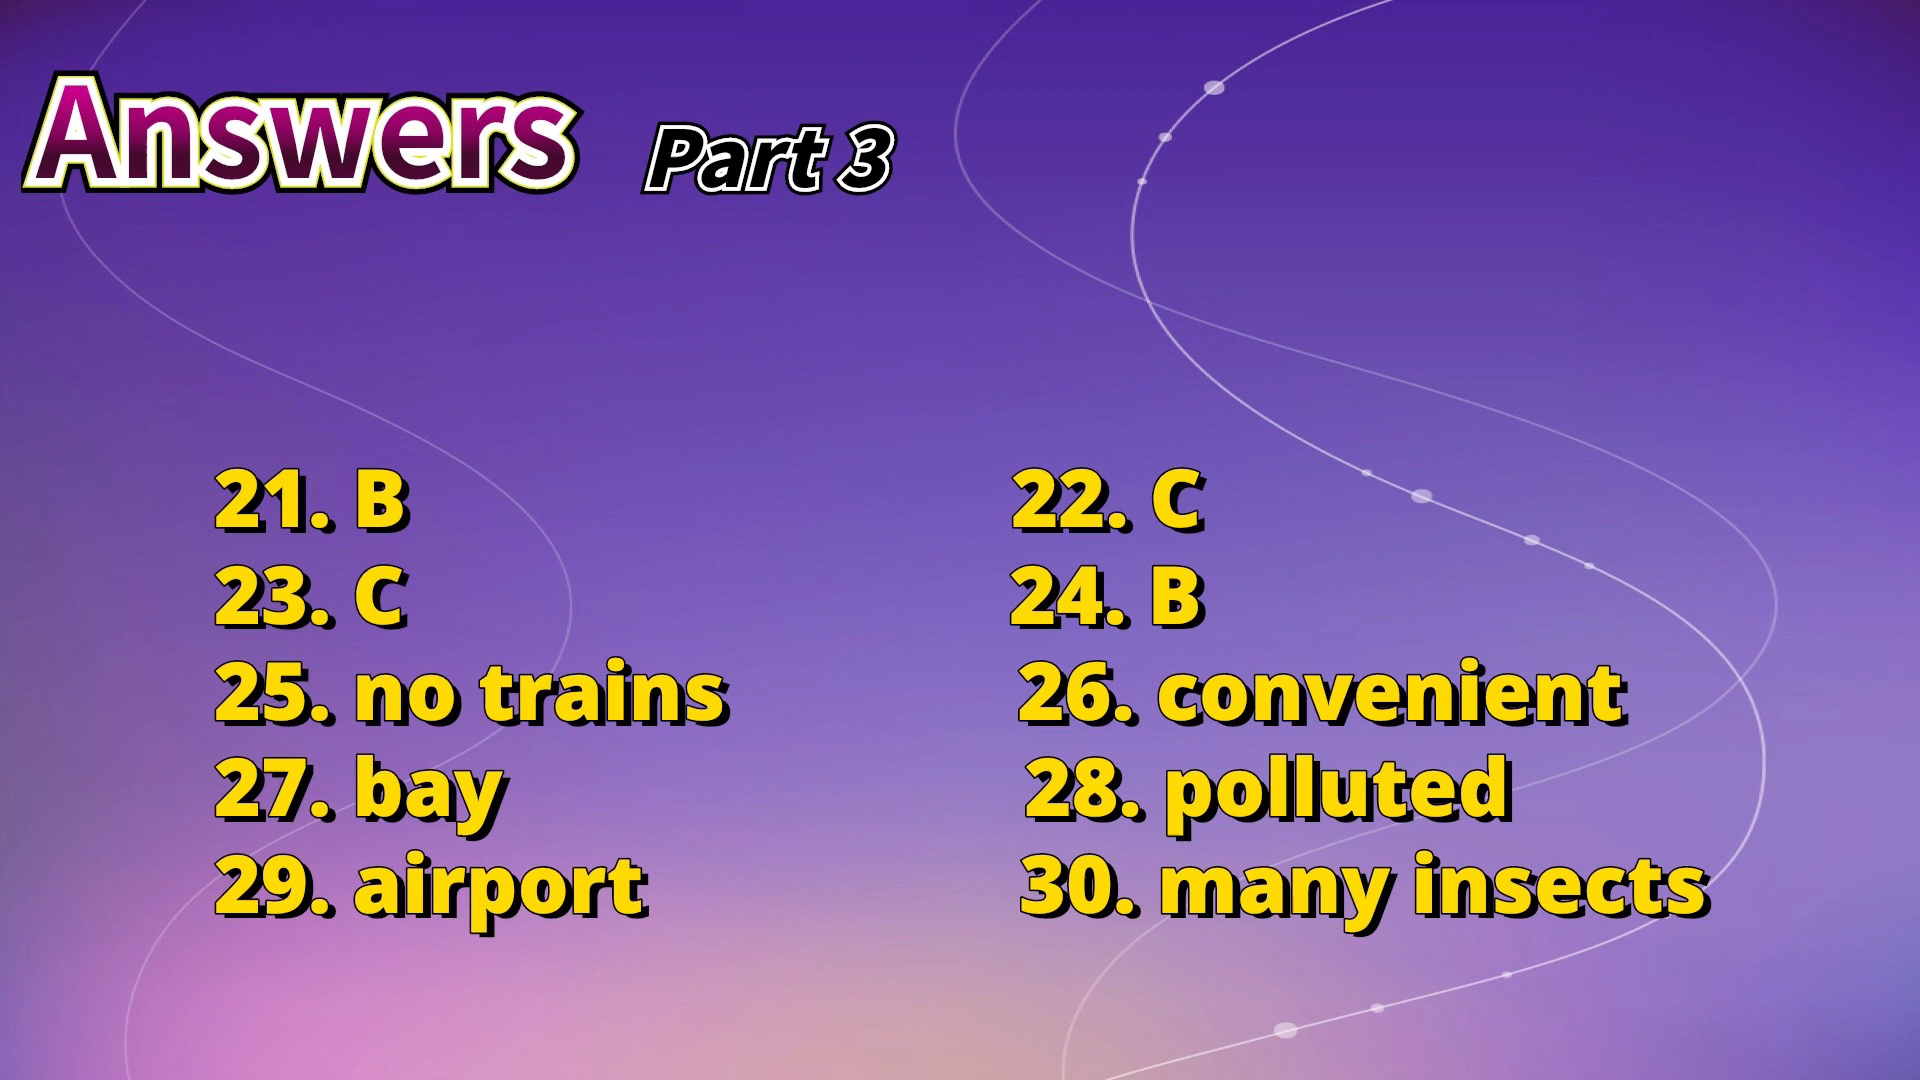 Answers Part 3
21. B 22. C
23. C 24. B
25. no trains 26. convenient
27. bay 28. polluted
29. airport 30. many insects